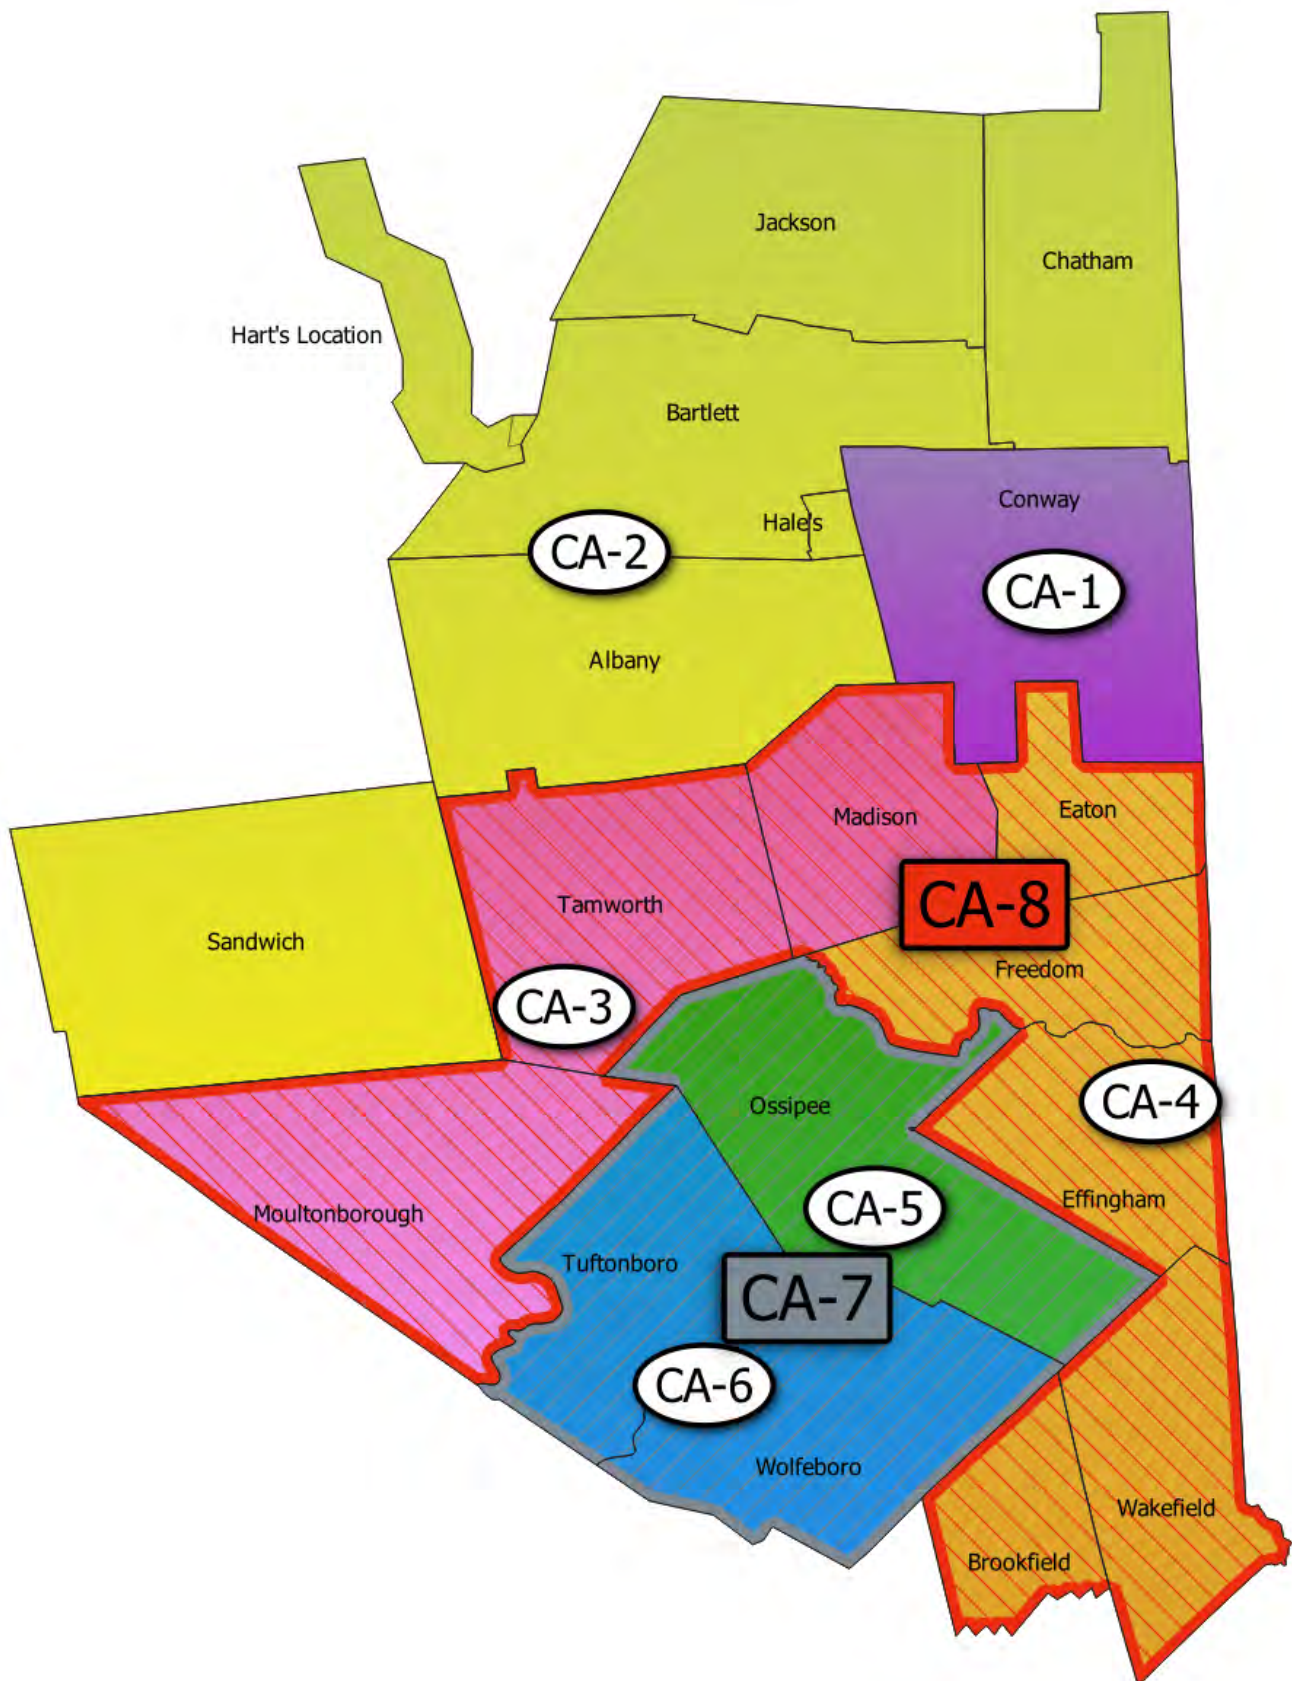 Jackson
Chatham
Hart's Location
Bartlett
Conway
Hale's
CA-2
CA-1
Albany
Madison
Eaton
CA-8
Tamworth
Sandwich
Freedom
CA-3
CA-4
Ossipee
Effingham
CA-5
Moultonborough
Tuftonboro
CA-7
CA-6
Wolfeboro
Wakefield
Brookfield